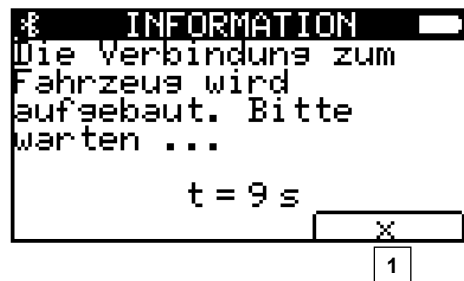 INFORMATION
Die Verbindung zum
Fahrzeug wird
aufgebaut. Bitte
warten ...
t = 9 s
X
1